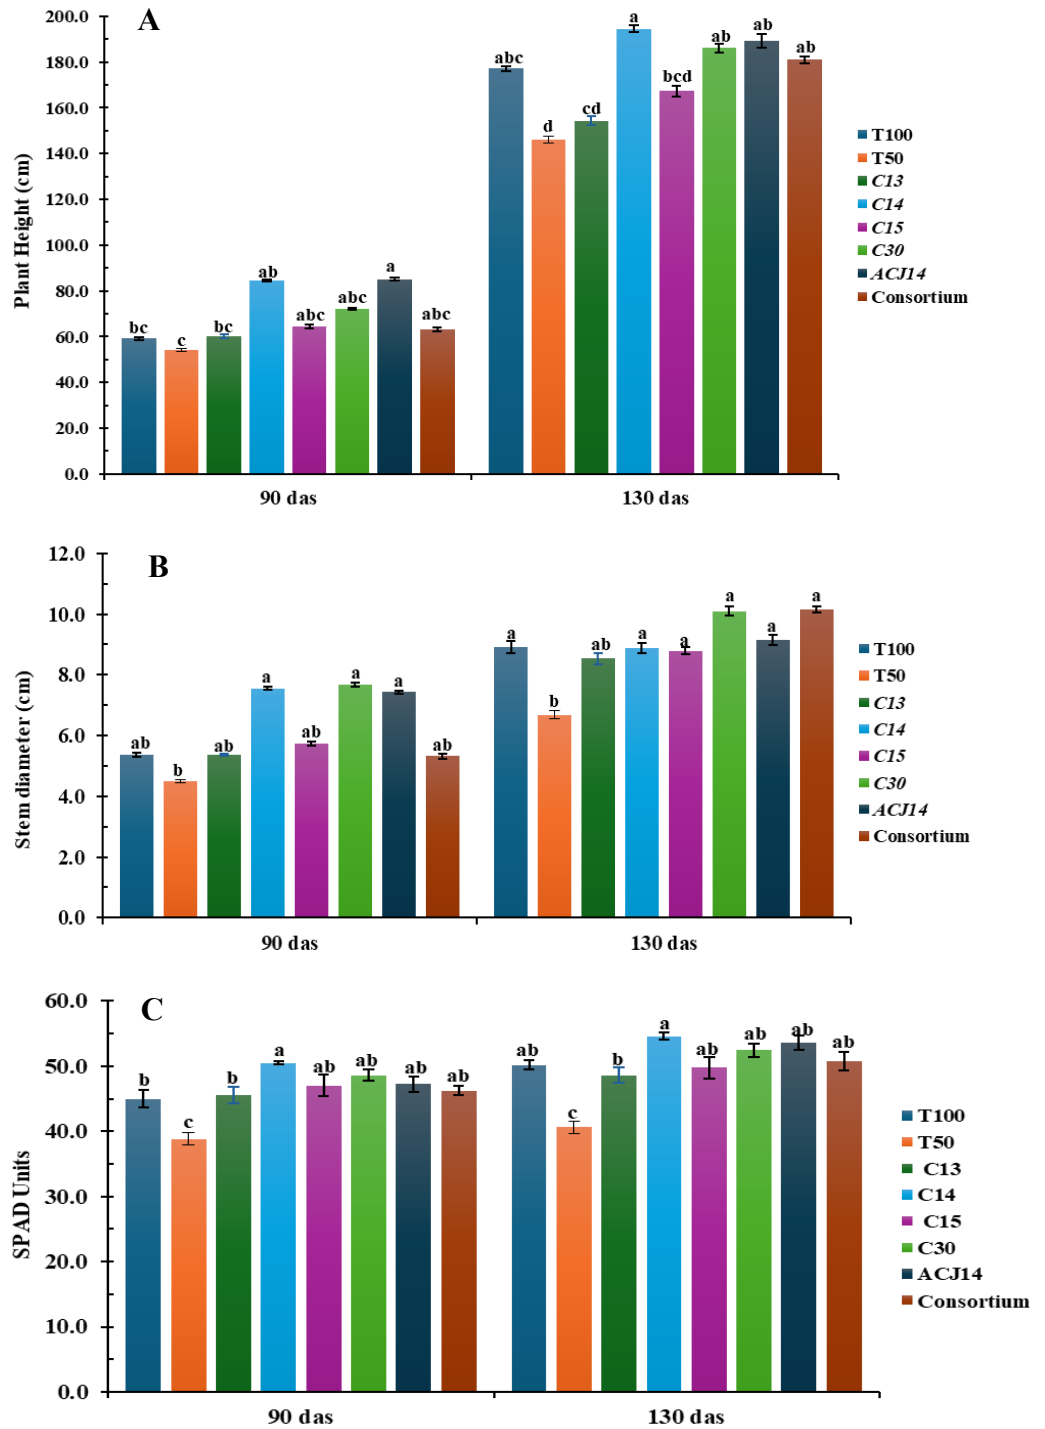 A
200.0
180.0
160.0
140.0
120.0
100.0
80.0
60.0
40.0
20.0
0.0
Plant Height (cm)
bc c bc ab abc abc a abc
abc d cd a bcd ab ab ab
90 das 130 das
T100
T50
C13
C14
C15
C30
ACJ14
Consortium
B
12.0
10.0
8.0
6.0
4.0
2.0
0.0
Stem diameter (cm)
ab b ab a ab a a ab
a b ab a a a a a
90 das 130 das
T100
T50
C13
C14
C15
C30
ACJ14
Consortium
C
60.0
50.0
40.0
30.0
20.0
10.0
0.0
SPAD Units
b c b a ab ab ab ab
ab c b a ab ab ab ab
90 das 130 das
T100
T50
C13
C14
C15
C30
ACJ14
Consortium